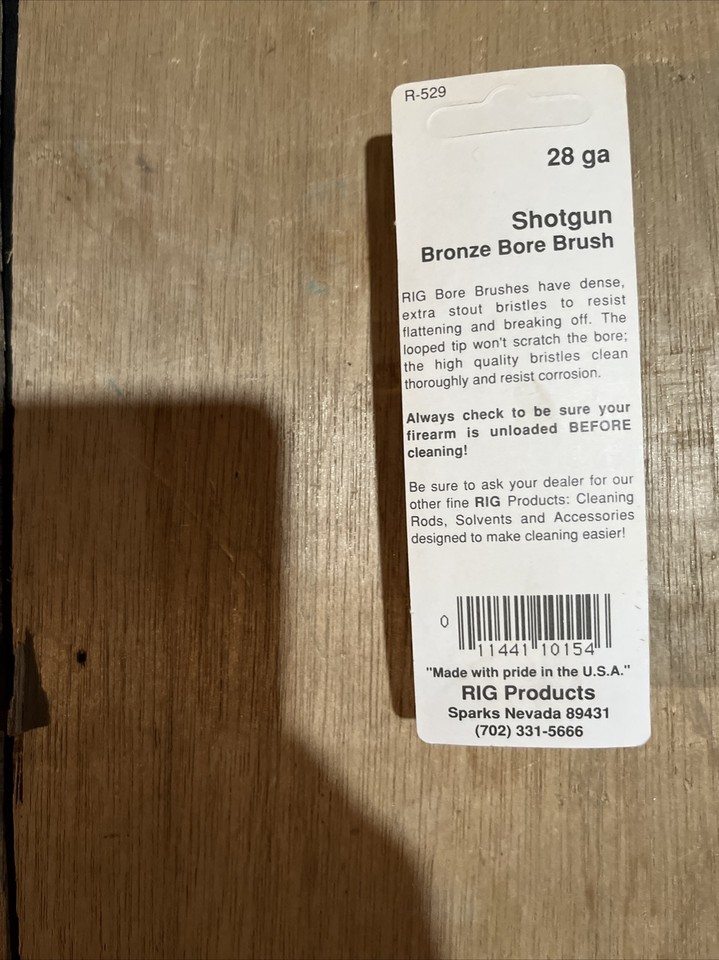 R-529
28 ga
Shotgun
Bronze Bore Brush
RIG Bore Brushes have dense,
extra stout bristles to resist
flattening and breaking off. The
looped tip won't scratch the bore;
the high quality bristles clean
thoroughly and resist corrosion.
Always check to be sure your
firearm is unloaded BEFORE
cleaning!
Be sure to ask your dealer for our
other fine RIG Products: Cleaning
Rods, Solvents and Accessories
designed to make cleaning easier!
0 11441 10154
"Made with pride in the U.S.A."
RIG Products
Sparks Nevada 89431
(702) 331-5666